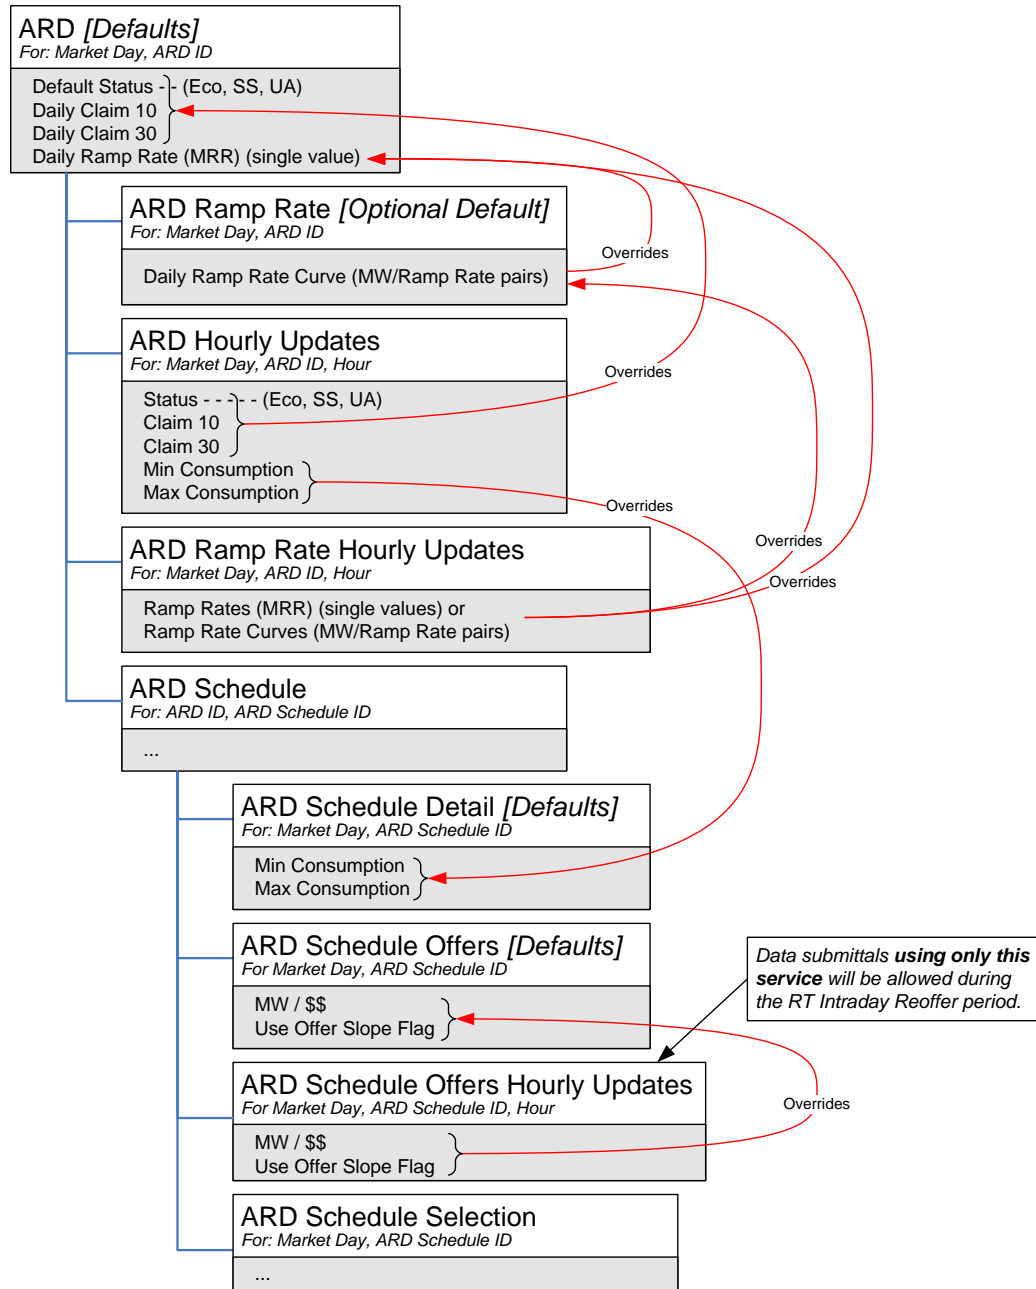 ARD [Defaults]
For: Market Day, ARD ID
Default Status - - (Eco, SS, UA)
Daily Claim 10
Daily Claim 30
Daily Ramp Rate (MRR) (single value)
ARD Ramp Rate [Optional Default]
For: Market Day, ARD ID
Daily Ramp Rate Curve (MW/Ramp Rate pairs)
Overrides
ARD Hourly Updates
For: Market Day, ARD ID, Hour
Overrides
Status - - - - - (Eco, SS, UA)
Claim 10
Claim 30
Min Consumption
Max Consumption
Overrides
ARD Ramp Rate Hourly Updates
For: Market Day, ARD ID, Hour
Overrides
Overrides
Ramp Rates (MRR) (single values) or
Ramp Rate Curves (MW/Ramp Rate pairs)
ARD Schedule
For: ARD ID, ARD Schedule ID
...
ARD Schedule Detail [Defaults]
For: Market Day, ARD Schedule ID
Min Consumption
Max Consumption
ARD Schedule Offers [Defaults]
For Market Day, ARD Schedule ID
MW / $$
Use Offer Slope Flag
Data submittals using only this
service will be allowed during
the RT Intraday Reoffer period.
ARD Schedule Offers Hourly Updates
For Market Day, ARD Schedule ID, Hour
Overrides
MW / $$
Use Offer Slope Flag
ARD Schedule Selection
For: Market Day, ARD Schedule ID
...